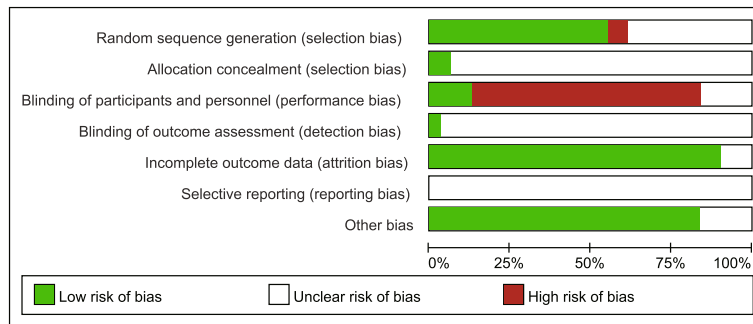 Random sequence generation (selection bias)
Allocation concealment (selection bias)
Blinding of participants and personnel (performance bias)
Blinding of outcome assessment (detection bias)
Incomplete outcome data (attrition bias)
Selective reporting (reporting bias)
Other bias
0% 25% 50% 75% 100%
Low risk of bias Unclear risk of bias High risk of bias